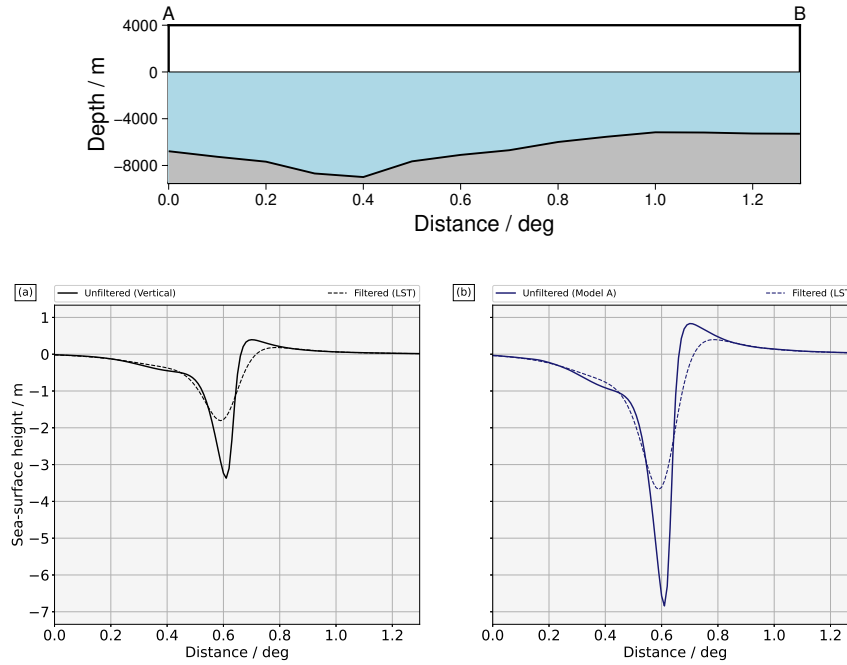 A B
4000
0
−4000
−8000
Depth / m
0.0 0.2 0.4 0.6 0.8 1.0 1.2
Distance / deg
(a) Unfiltered (Vertical) Filtered (LST)
1
0
−1
−2
−3
−4
−5
−6
−7
Sea-surface height / m
0.0 0.2 0.4 0.6 0.8 1.0 1.2
Distance / deg
(b) Unfiltered (Model A) Filtered (LST
0.0 0.2 0.4 0.6 0.8 1.0 1.2
Distance / deg